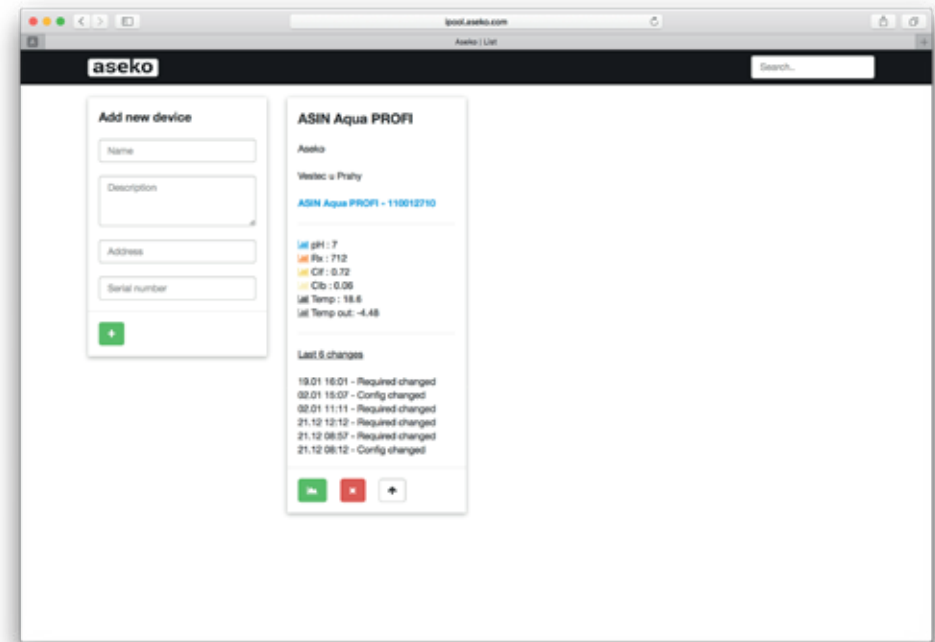 ipool.aseko.com
Aseko | List
aseko
Search..
Add new device
Name
Description
Address
Serial number
+
ASIN Aqua PROFI
Aseko
Vestec u Prahy
ASIN Aqua PROFI - 110012710
pH : 7
Rx : 712
Clf : 0.72
Clb : 0.06
Temp : 18.6
Temp out: -4.48
Last 6 changes
19.01 16:01 - Required changed
02.01 15:07 - Config changed
02.01 11:11 - Required changed
21.12 12:12 - Required changed
21.12 08:57 - Required changed
21.12 08:12 - Config changed